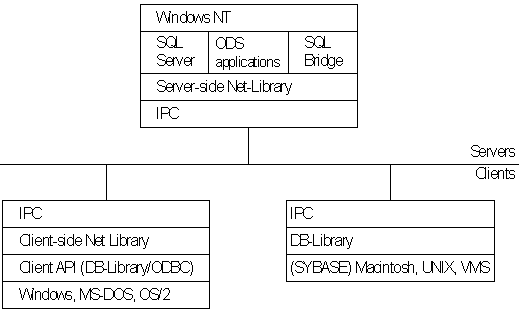 Windows NT
SQL Server
ODS applications
SQL Bridge
Server-side Net-Library
IPC
Servers
Clients
IPC
Client-side Net Library
Client API (DB-Library/ODBC)
Windows, MS-DOS, OS/2
IPC
DB-Library
(SYBASE) Macintosh, UNIX, VMS